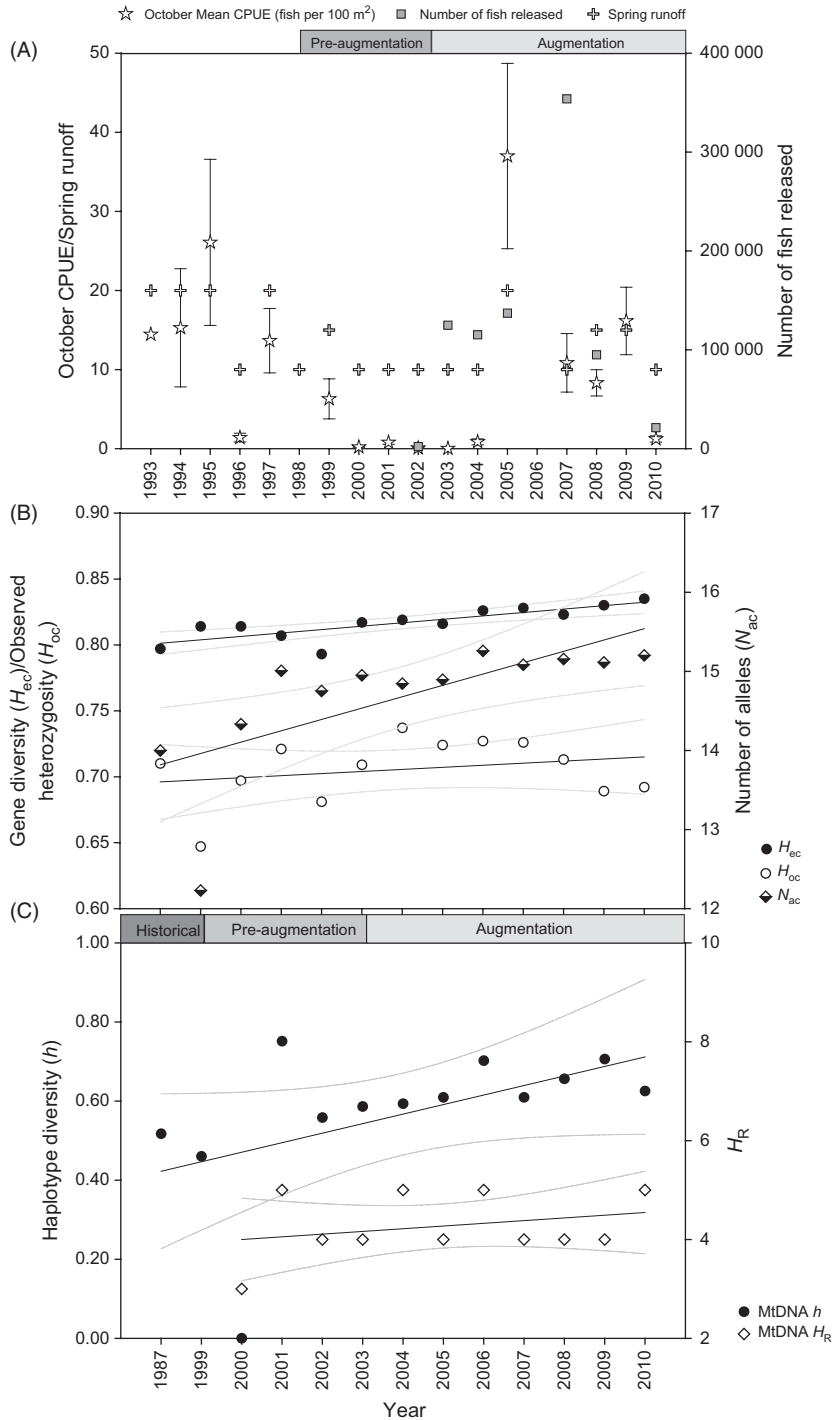 October Mean CPUE (fish per 100 m²) Number of fish released Spring runoff
(A)
Pre-augmentation Augmentation
50
40
30
20
10
0
October CPUE/Spring runoff
400 000
300 000
200 000
100 000
0
Number of fish released
1993 1994 1995 1996 1997 1998 1999 2000 2001 2002 2003 2004 2005 2006 2007 2008 2009 2010
(B)
0.90
0.85
0.80
0.75
0.70
0.65
0.60
Gene diversity (Hec)/Observed
heterozygosity (Hoc)
17
16
15
14
13
12
Number of alleles (Nac)
Hec
Hoc
Nac
(C)
Historical Pre-augmentation Augmentation
1.00
0.80
0.60
0.40
0.20
0.00
Haplotype diversity (h)
10
8
6
4
2
HR
MtDNA h
MtDNA HR
1987 1999 2000 2001 2002 2003 2004 2005 2006 2007 2008 2009 2010
Year